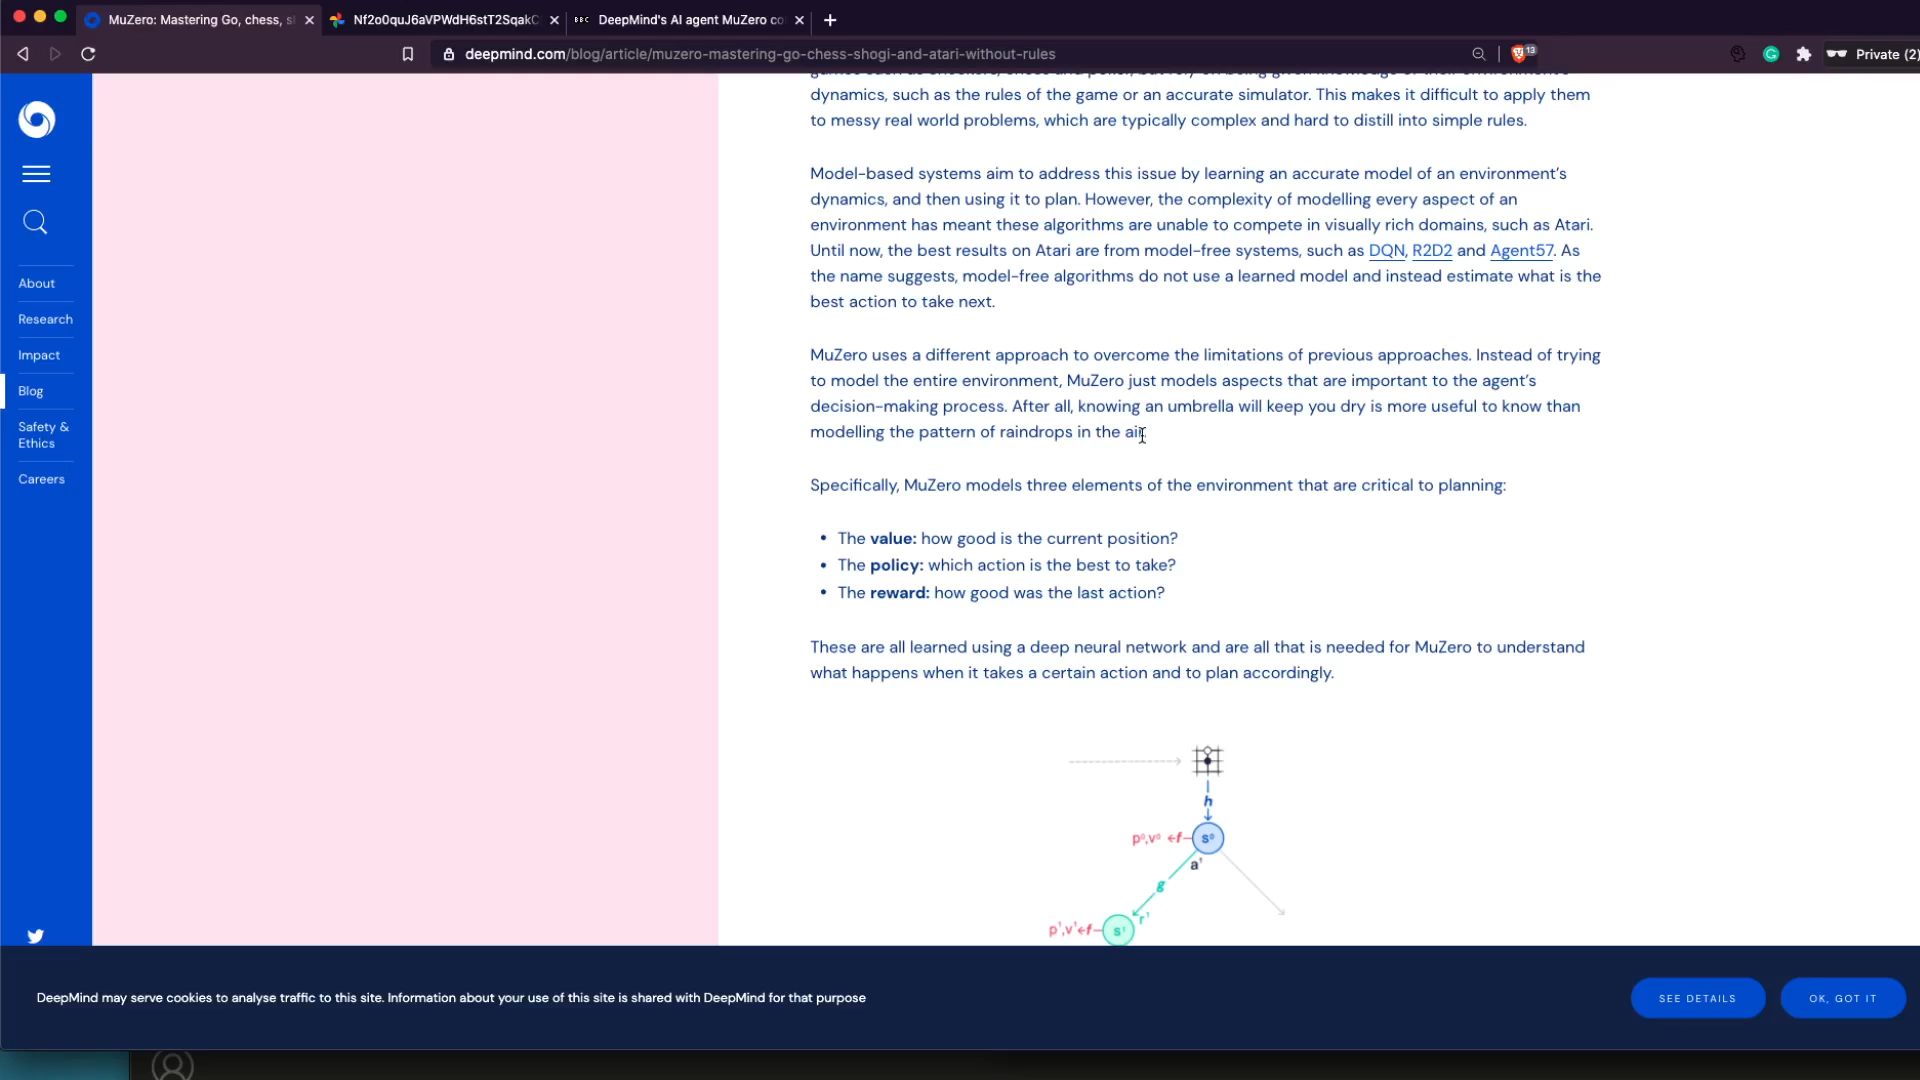 MuZero: Mastering Go, chess, s
Nf2o0quJ6aVPWdH6stT2SqakC
BBC DeepMind's AI agent MuZero co
deepmind.com/blog/article/muzero-mastering-go-chess-shogi-and-atari-without-rules
13
Private (2)
About
Research
Impact
Blog
Safety &
Ethics
Careers
dynamics, such as the rules of the game or an accurate simulator. This makes it difficult to apply them
to messy real world problems, which are typically complex and hard to distill into simple rules.
Model-based systems aim to address this issue by learning an accurate model of an environment’s
dynamics, and then using it to plan. However, the complexity of modelling every aspect of an
environment has meant these algorithms are unable to compete in visually rich domains, such as Atari.
Until now, the best results on Atari are from model-free systems, such as DQN, R2D2 and Agent57. As
the name suggests, model-free algorithms do not use a learned model and instead estimate what is the
best action to take next.
MuZero uses a different approach to overcome the limitations of previous approaches. Instead of trying
to model the entire environment, MuZero just models aspects that are important to the agent’s
decision-making process. After all, knowing an umbrella will keep you dry is more useful to know than
modelling the pattern of raindrops in the air.
Specifically, MuZero models three elements of the environment that are critical to planning:
• The value: how good is the current position?
• The policy: which action is the best to take?
• The reward: how good was the last action?
These are all learned using a deep neural network and are all that is needed for MuZero to understand
what happens when it takes a certain action and to plan accordingly.
h
p⁰,v⁰ ←f– s⁰
a¹
g
r¹
p¹,v¹ ←f– s¹
DeepMind may serve cookies to analyse traffic to this site. Information about your use of this site is shared with DeepMind for that purpose
SEE DETAILS
OK, GOT IT